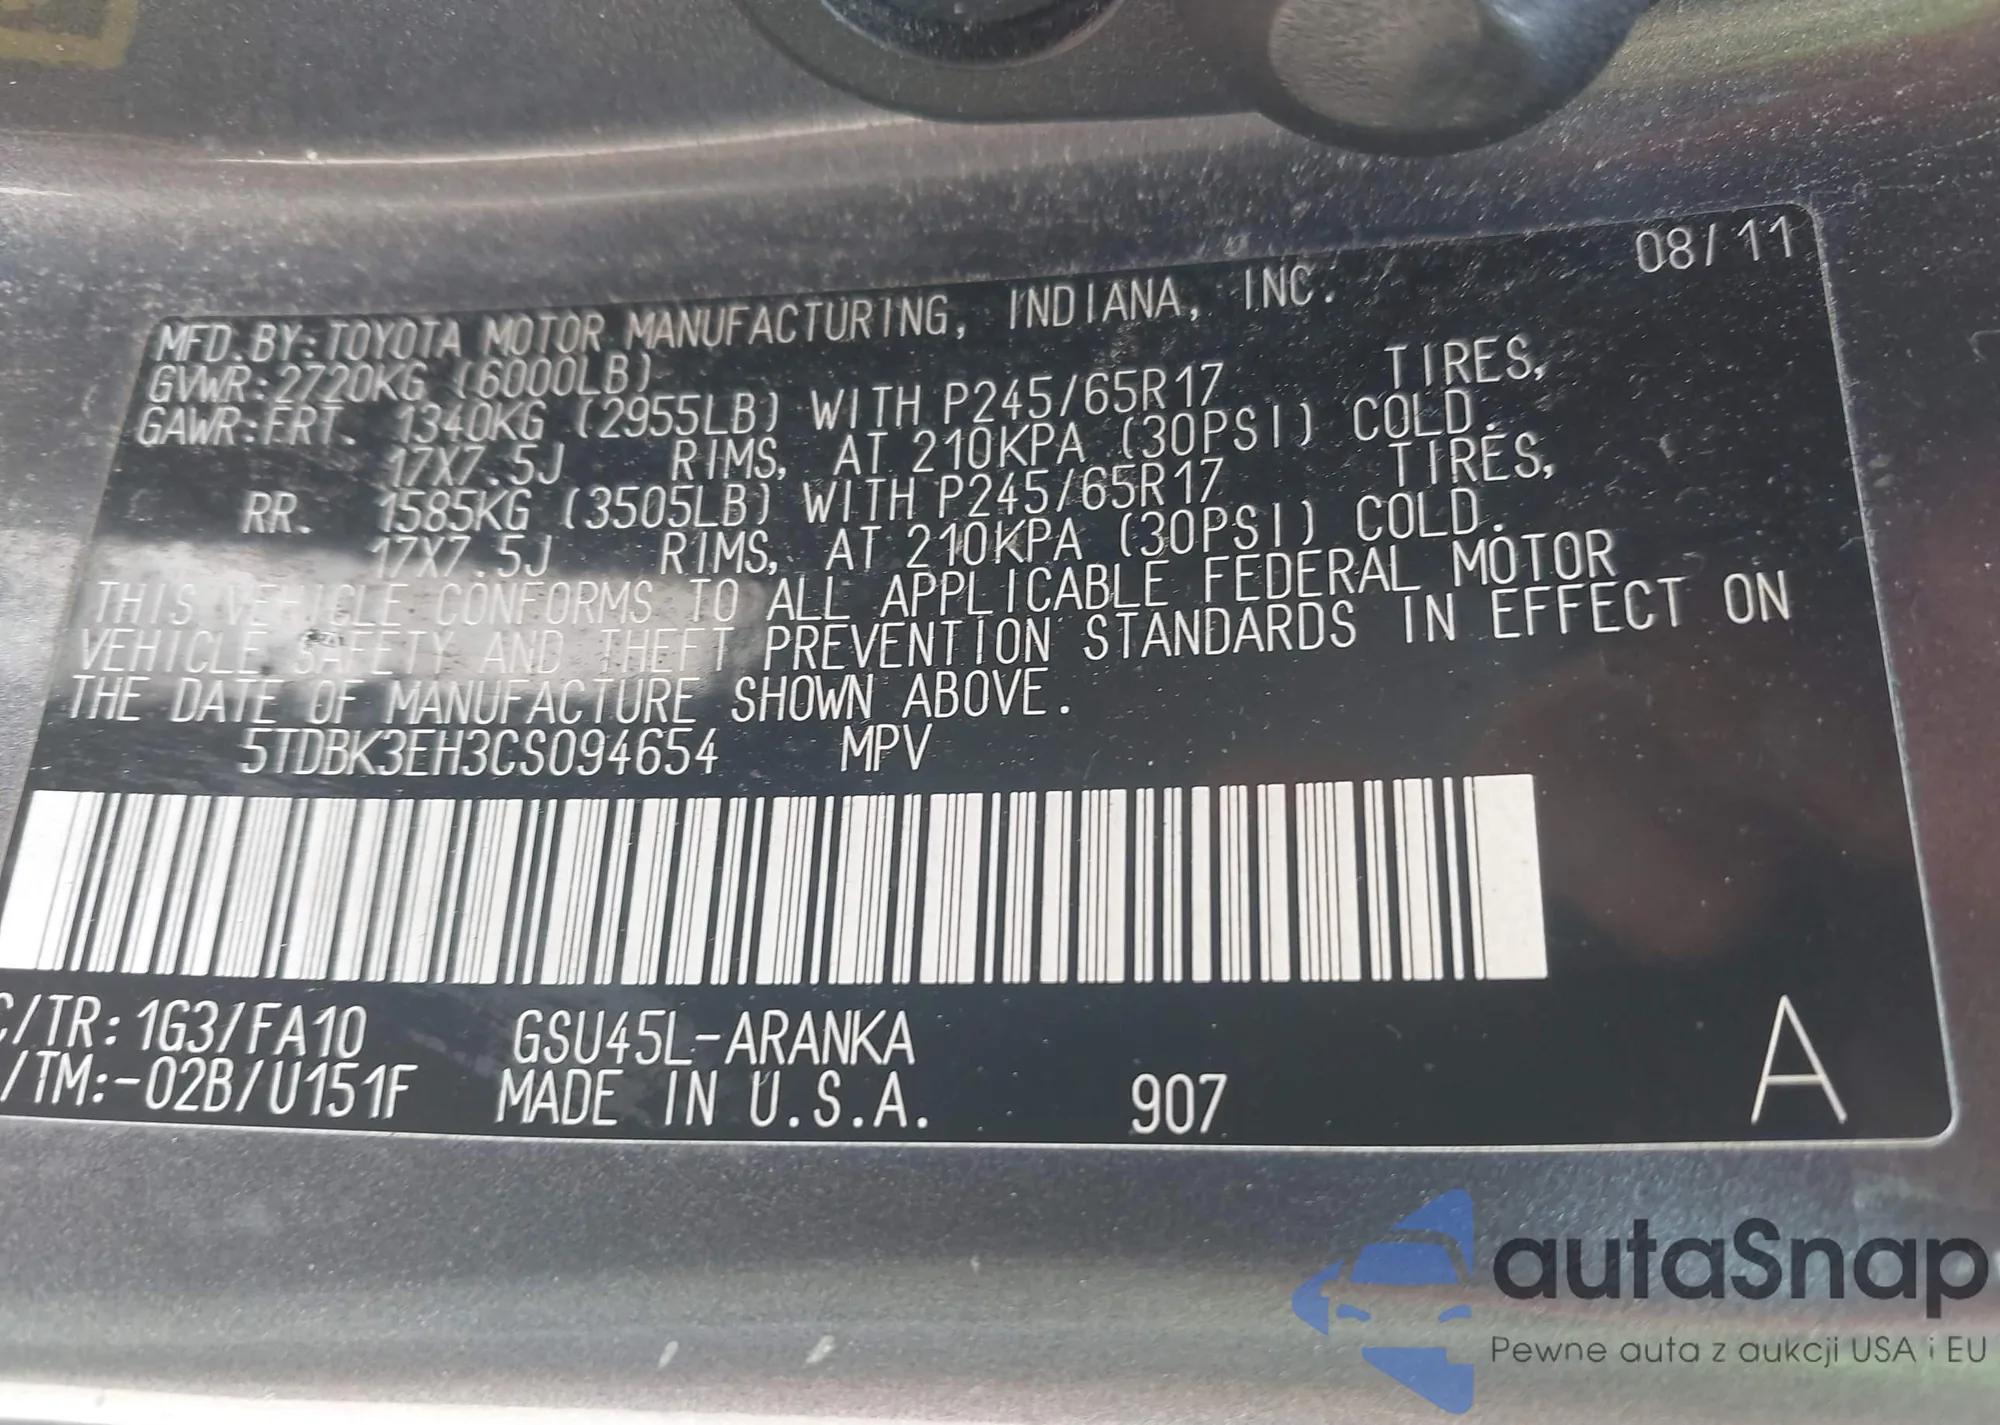 08/11
MFD.BY:TOYOTA MOTOR MANUFACTURING, INDIANA, INC.
GVWR:2720KG (6000LB)
GAWR:FRT. 1340KG (2955LB) WITH P245/65R17 TIRES,
17X7.5J RIMS, AT 210KPA (30PSI) COLD.
RR. 1585KG (3505LB) WITH P245/65R17 TIRES,
17X7.5J RIMS, AT 210KPA (30PSI) COLD.
THIS VEHICLE CONFORMS TO ALL APPLICABLE FEDERAL MOTOR
VEHICLE SAFETY AND THEFT PREVENTION STANDARDS IN EFFECT ON
THE DATE OF MANUFACTURE SHOWN ABOVE.
5TDBK3EH3CS094654 MPV
C/TR:1G3/FA10 GSU45L-ARANKA
/TM:-02B/U151F MADE IN U.S.A. 907 A
autaSnap
Pewne auta z aukcji USA i EU